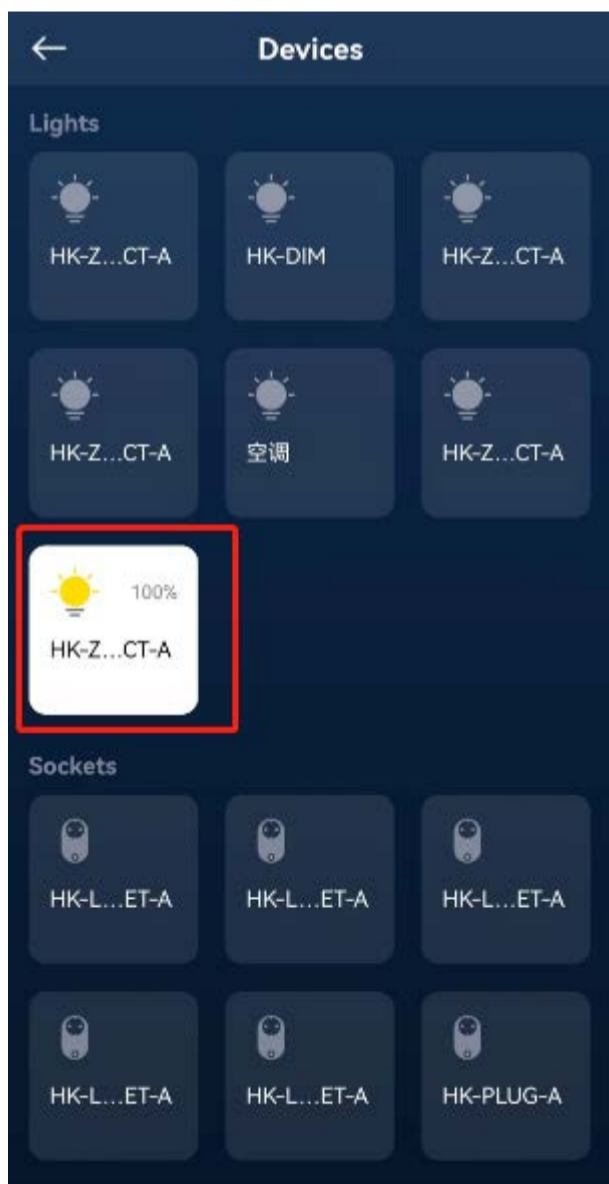 Devices
Lights
HK-Z...CT-A
HK-DIM
HK-Z...CT-A
HK-Z...CT-A
空调
HK-Z...CT-A
100%
HK-Z...CT-A
Sockets
HK-L...ET-A
HK-L...ET-A
HK-L...ET-A
HK-L...ET-A
HK-L...ET-A
HK-PLUG-A